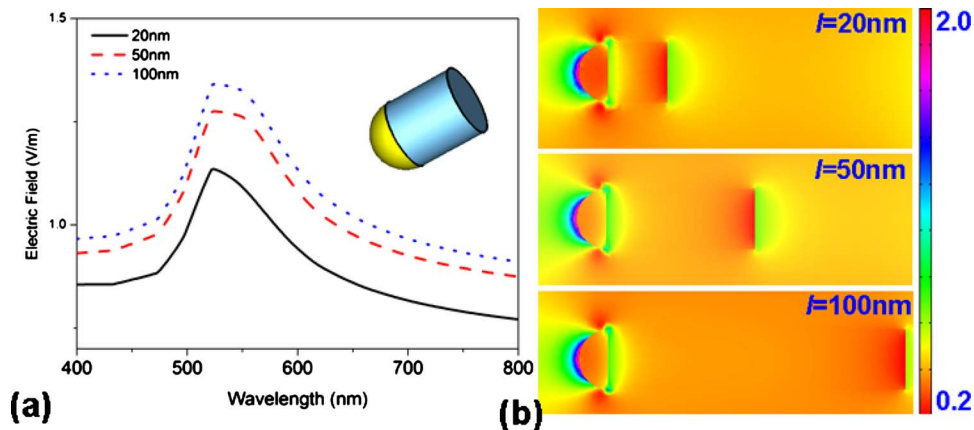 1.5
1.0
Electric Field (V/m)
20nm
50nm
100nm
400 500 600 700 800
Wavelength (nm)
(a)
l=20nm
l=50nm
l=100nm
2.0
0.2
(b)